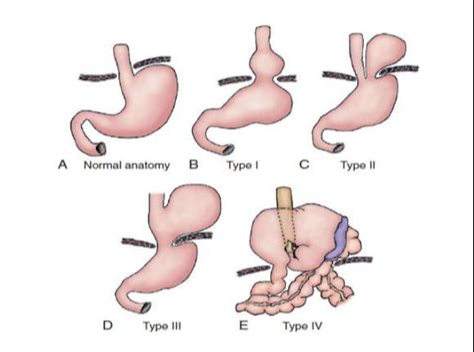 A Normal anatomy B Type I C Type II
D Type III E Type IV